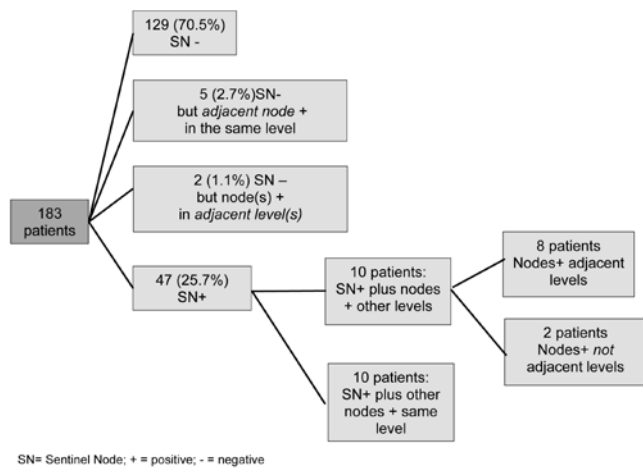 129 (70.5%)
SN -
5 (2.7%)SN-
but adjacent node +
in the same level
2 (1.1%) SN –
but node(s) +
in adjacent level(s)
183
patients
47 (25.7%)
SN+
10 patients:
SN+ plus nodes
+ other levels
8 patients
Nodes+ adjacent
levels
2 patients
Nodes+ not
adjacent levels
10 patients:
SN+ plus other
nodes + same
level
SN= Sentinel Node; + = positive; - = negative